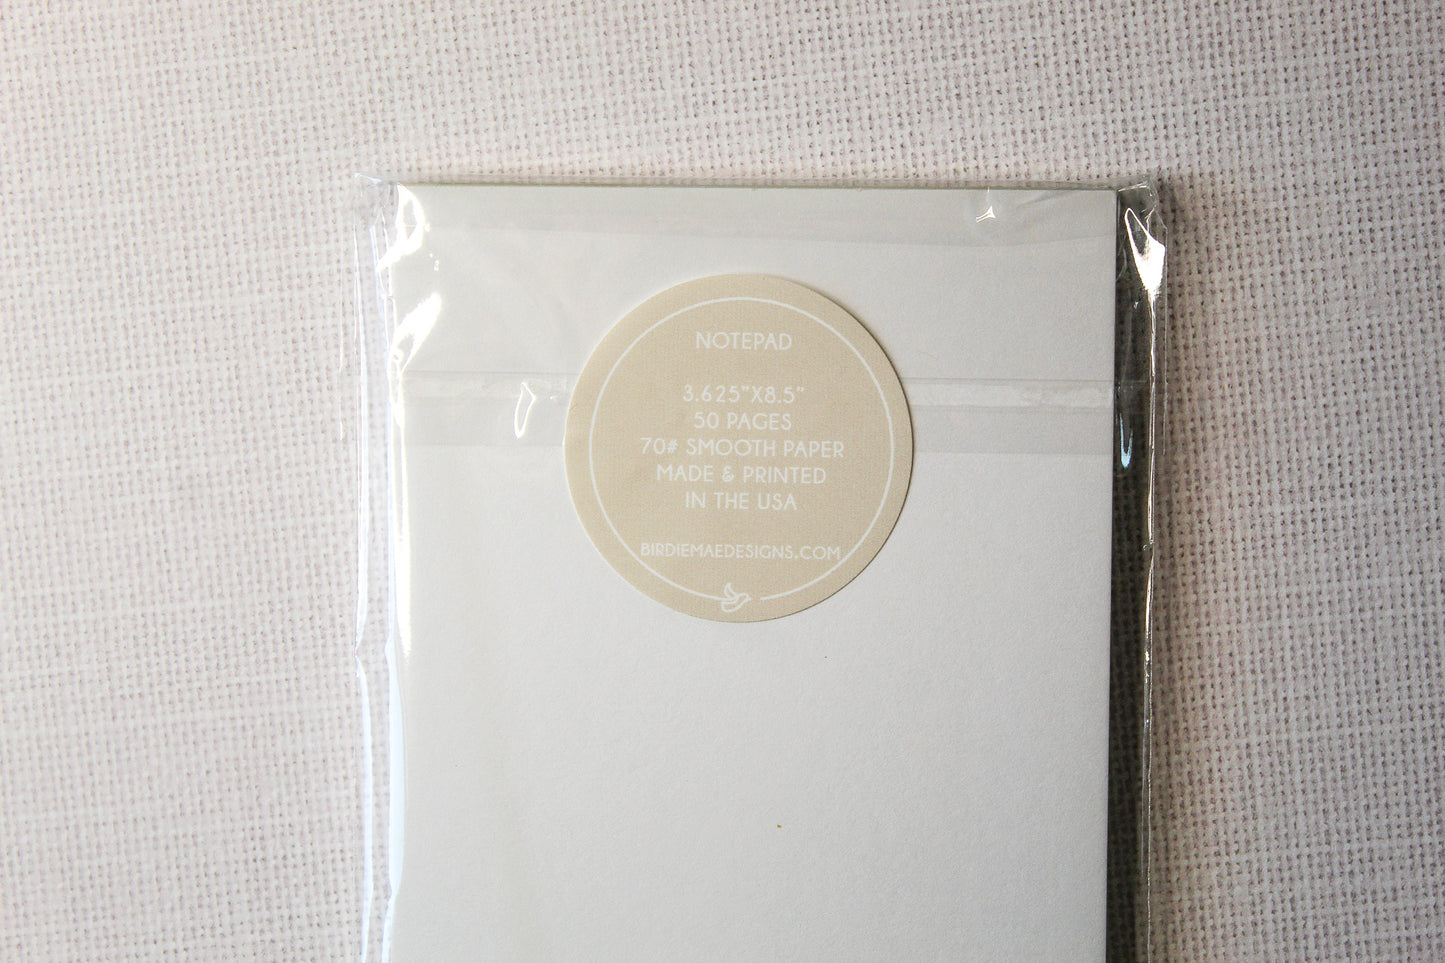 NOTEPAD
3.625"X8.5"
50 PAGES
70# SMOOTH PAPER
MADE & PRINTED
IN THE USA
BIRDIEMAEDESIGNS.COM